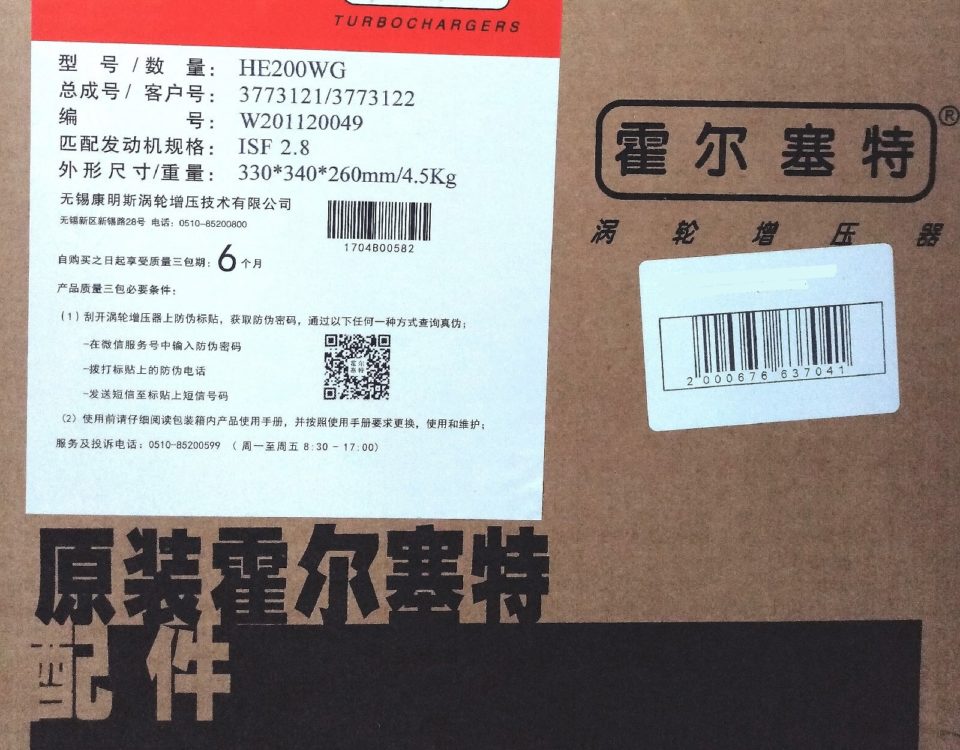 TURBOCHARGERS
型 号/数 量: HE200WG
总成号/ 客户号: 3773121/3773122
编 号: W201120049
匹配发动机规格: ISF 2.8
外形尺寸/重量: 330*340*260mm/4.5Kg
无锡康明斯涡轮增压技术有限公司
无锡新区新锡路28号 电话: 0510-85200800
1704B00582
自购买之日起享受质量三包期: 6个月
产品质量三包必要条件:
(1) 刮开涡轮增压器上防伪标贴，获取防伪密码，通过以下任何一种方式查询真伪;
-在微信服务号中输入防伪密码
-拨打标贴上的防伪电话
-发送短信至标贴上短信号码
霍尔
塞特
(2) 使用前请仔细阅读包装箱内产品使用手册，并按照使用手册要求更换，使用和维护;
服务及投诉电话: 0510-85200599 (周一至周五 8:30-17:00)
霍尔塞特®
涡轮增压器
2 000676 637041
原装霍尔塞特
配件